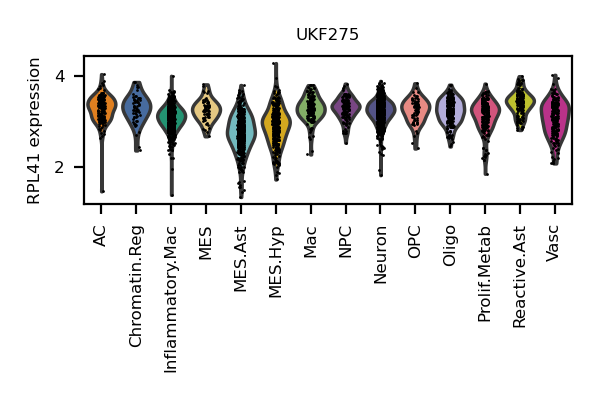 UKF275
RPL41 expression
4
2
AC
Chromatin.Reg
Inflammatory.Mac
MES
MES.Ast
MES.Hyp
Mac
NPC
Neuron
OPC
Oligo
Prolif.Metab
Reactive.Ast
Vasc